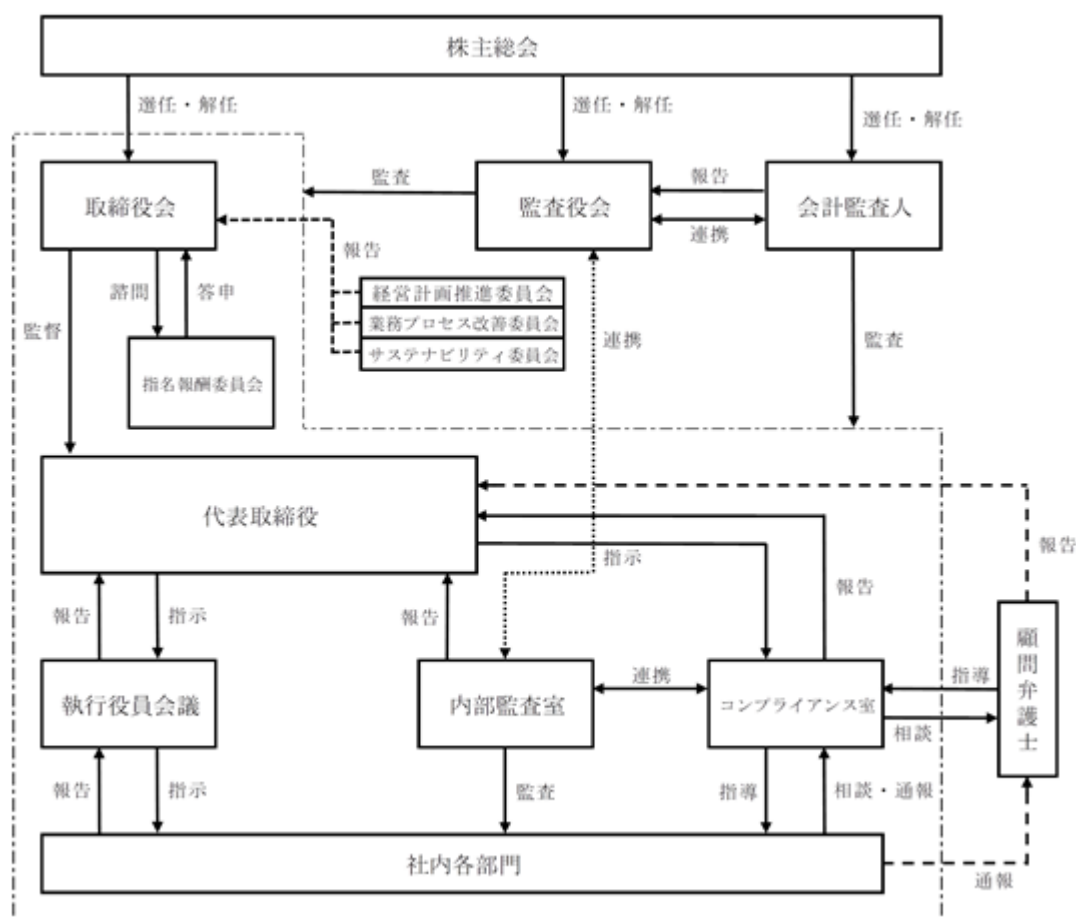 株主総会
選任・解任
選任・解任
選任・解任
取締役会
監査
監査役会
報告
連携
会計監査人
報告
諮問
答申
経営計画推進委員会
業務プロセス改善委員会
サステナビリティ委員会
監督
連携
監査
指名報酬委員会
代表取締役
指示
報告
報告
報告
指示
報告
執行役員会議
内部監査室
連携
コンプライアンス室
指導
相談
顧問弁護士
報告
指示
監査
指導
相談・通報
社内各部門
通報